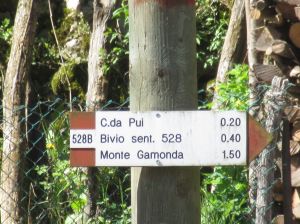 528B
C.da Pui 0.20
Bivio sent. 528 0.40
Monte Gamonda 1.50